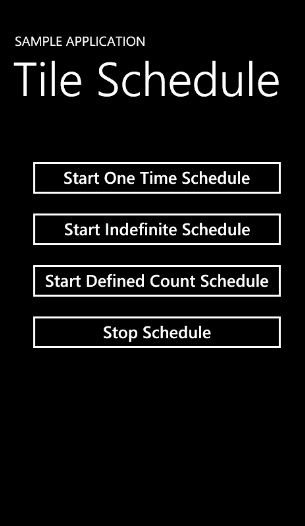 SAMPLE APPLICATION
Tile Schedule
Start One Time Schedule
Start Indefinite Schedule
Start Defined Count Schedule
Stop Schedule